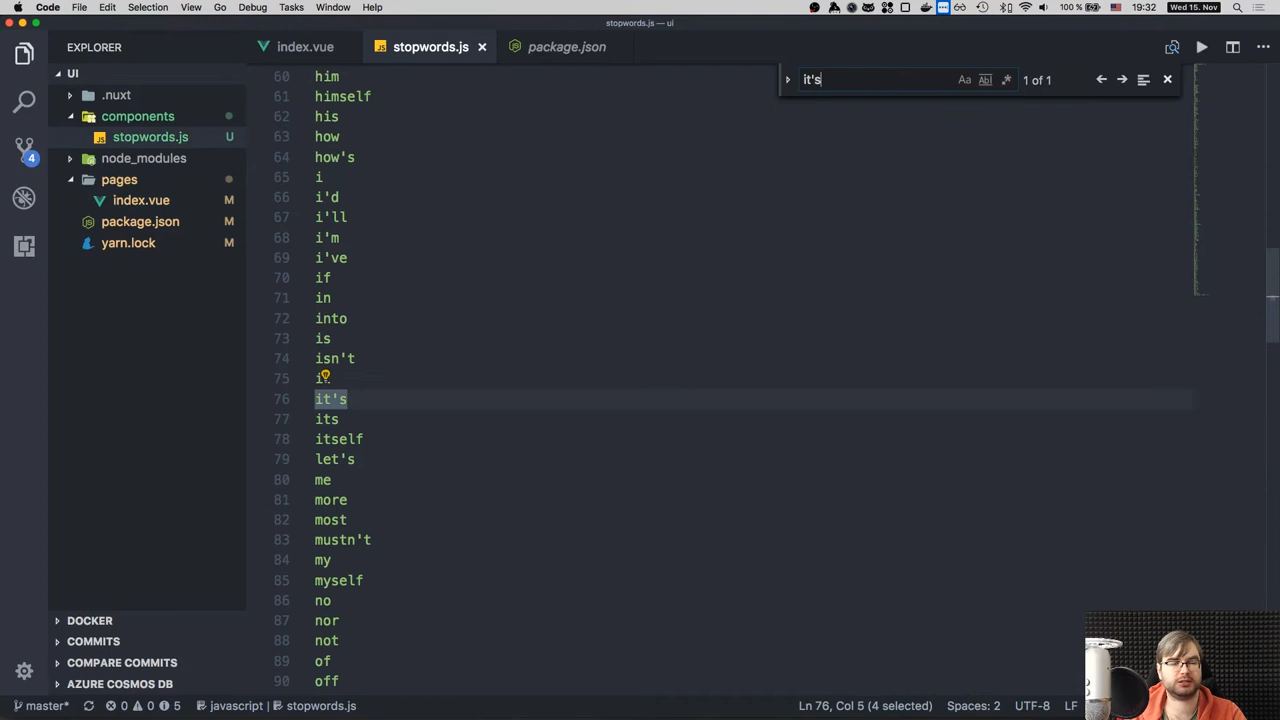 Code File Edit Selection View Go Debug Tasks Window Help 100 % 19:32 Wed 15. Nov
stopwords.js — ui
EXPLORER
index.vue
stopwords.js
package.json
UI
.nuxt
components
stopwords.js U
node_modules
pages
index.vue M
package.json M
yarn.lock M
4
it's
Aa Abl .* 1 of 1
60 him
61 himself
62 his
63 how
64 how's
65 i
66 i'd
67 i'll
68 i'm
69 i've
70 if
71 in
72 into
73 is
74 isn't
75 i
76 it's
77 its
78 itself
79 let's
80 me
81 more
82 most
83 mustn't
84 my
85 myself
86 no
87 nor
88 not
89 of
90 off
DOCKER
COMMITS
COMPARE COMMITS
AZURE COSMOS DB
master* 0 0 5 javascript | stopwords.js Ln 76, Col 5 (4 selected) Spaces: 2 UTF-8 LF